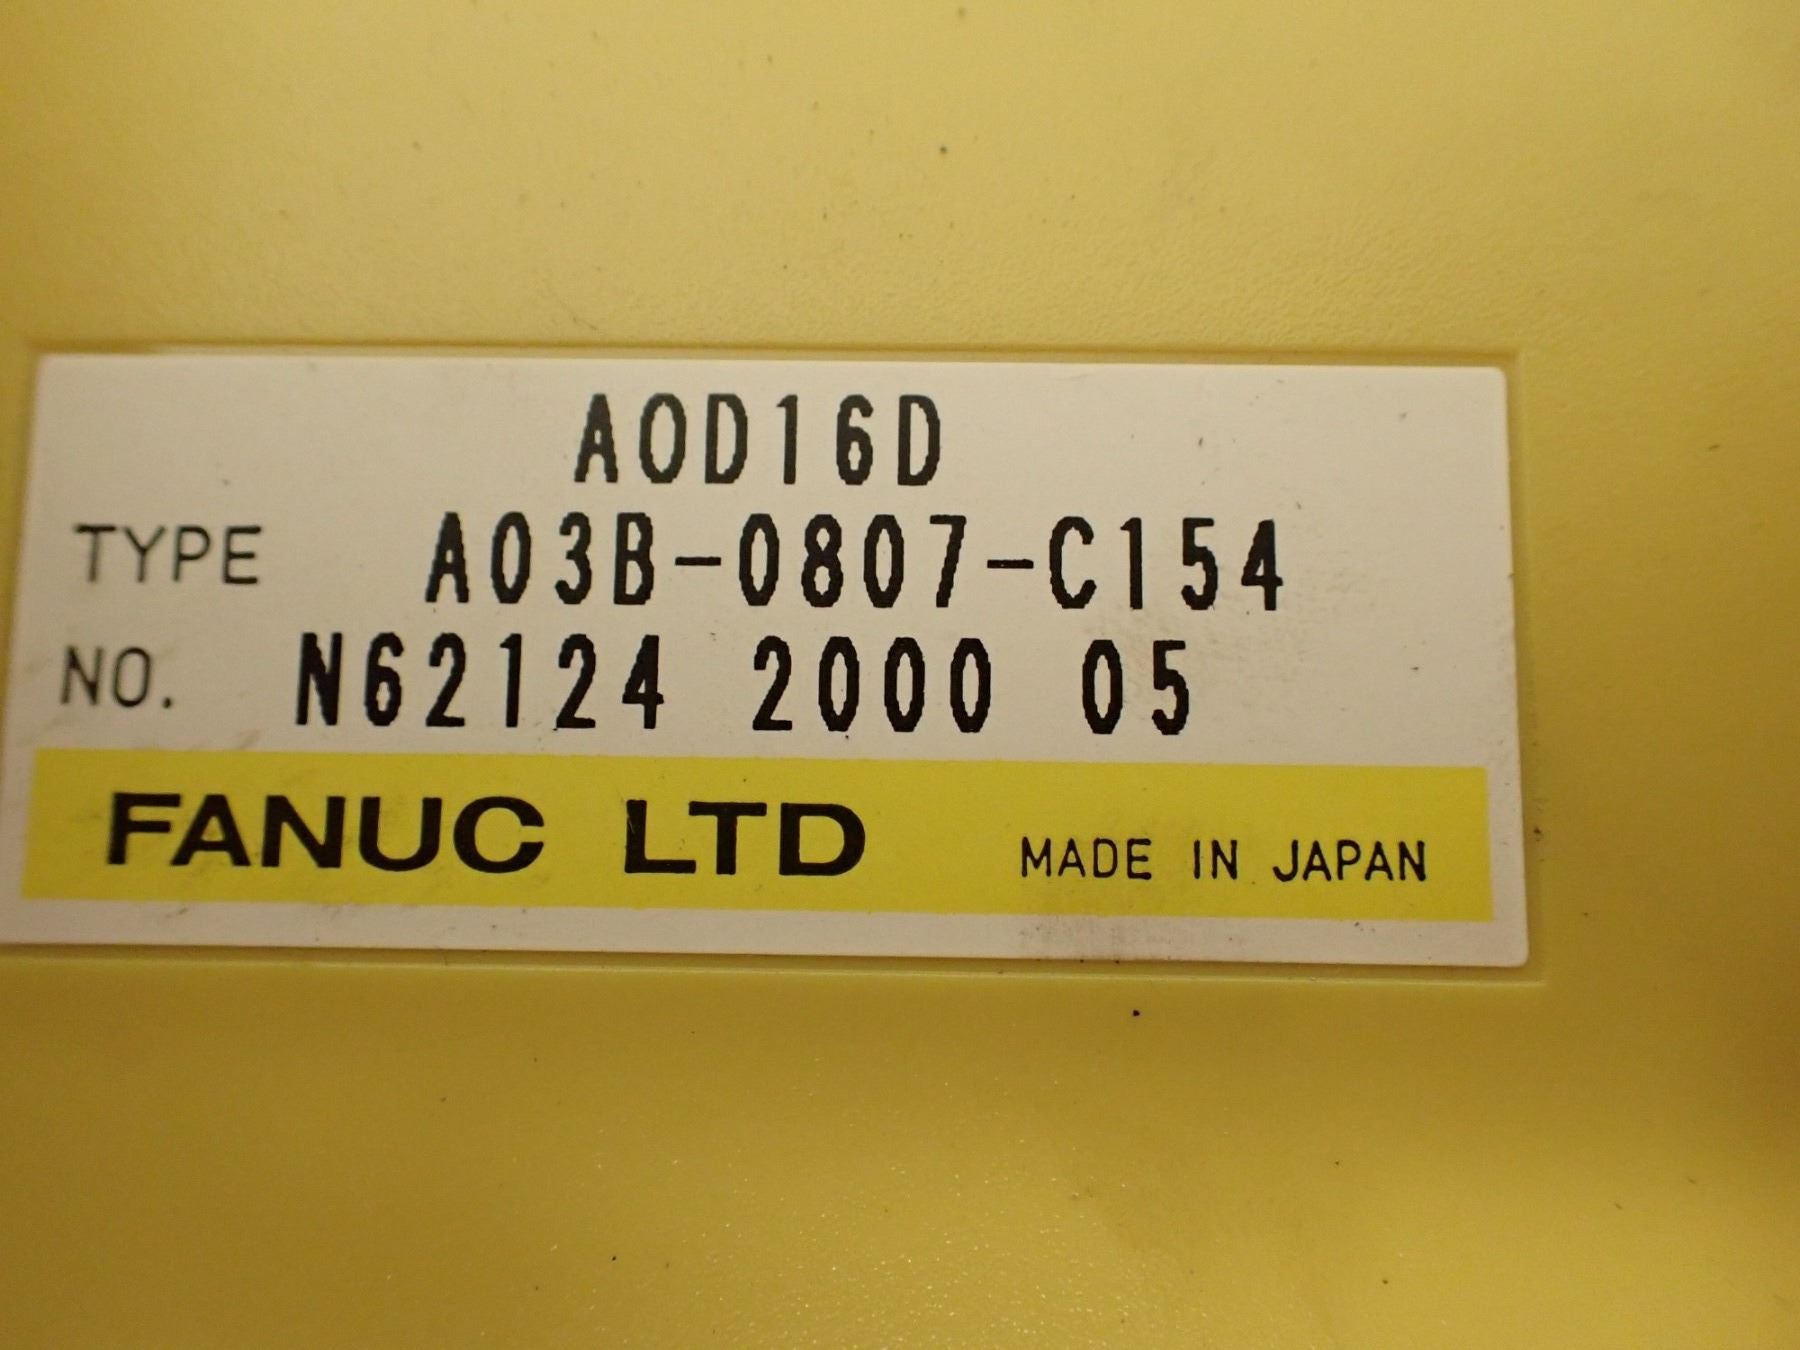 AOD16D
TYPE A03B-0807-C154
NO. N62124 2000 05
FANUC LTD MADE IN JAPAN